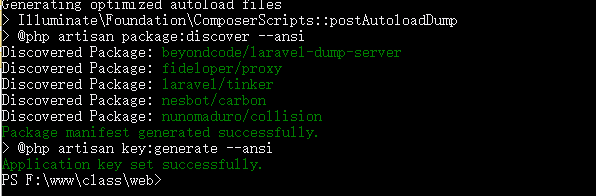 Generating optimized autoload files
> Illuminate\Foundation\ComposerScripts::postAutoloadDump
> @php artisan package:discover --ansi
Discovered Package: beyondcode/laravel-dump-server
Discovered Package: fideloper/proxy
Discovered Package: laravel/tinker
Discovered Package: nesbot/carbon
Discovered Package: nunomaduro/collision
Package manifest generated successfully.
> @php artisan key:generate --ansi
Application key set successfully.
PS F:\www\class\web>